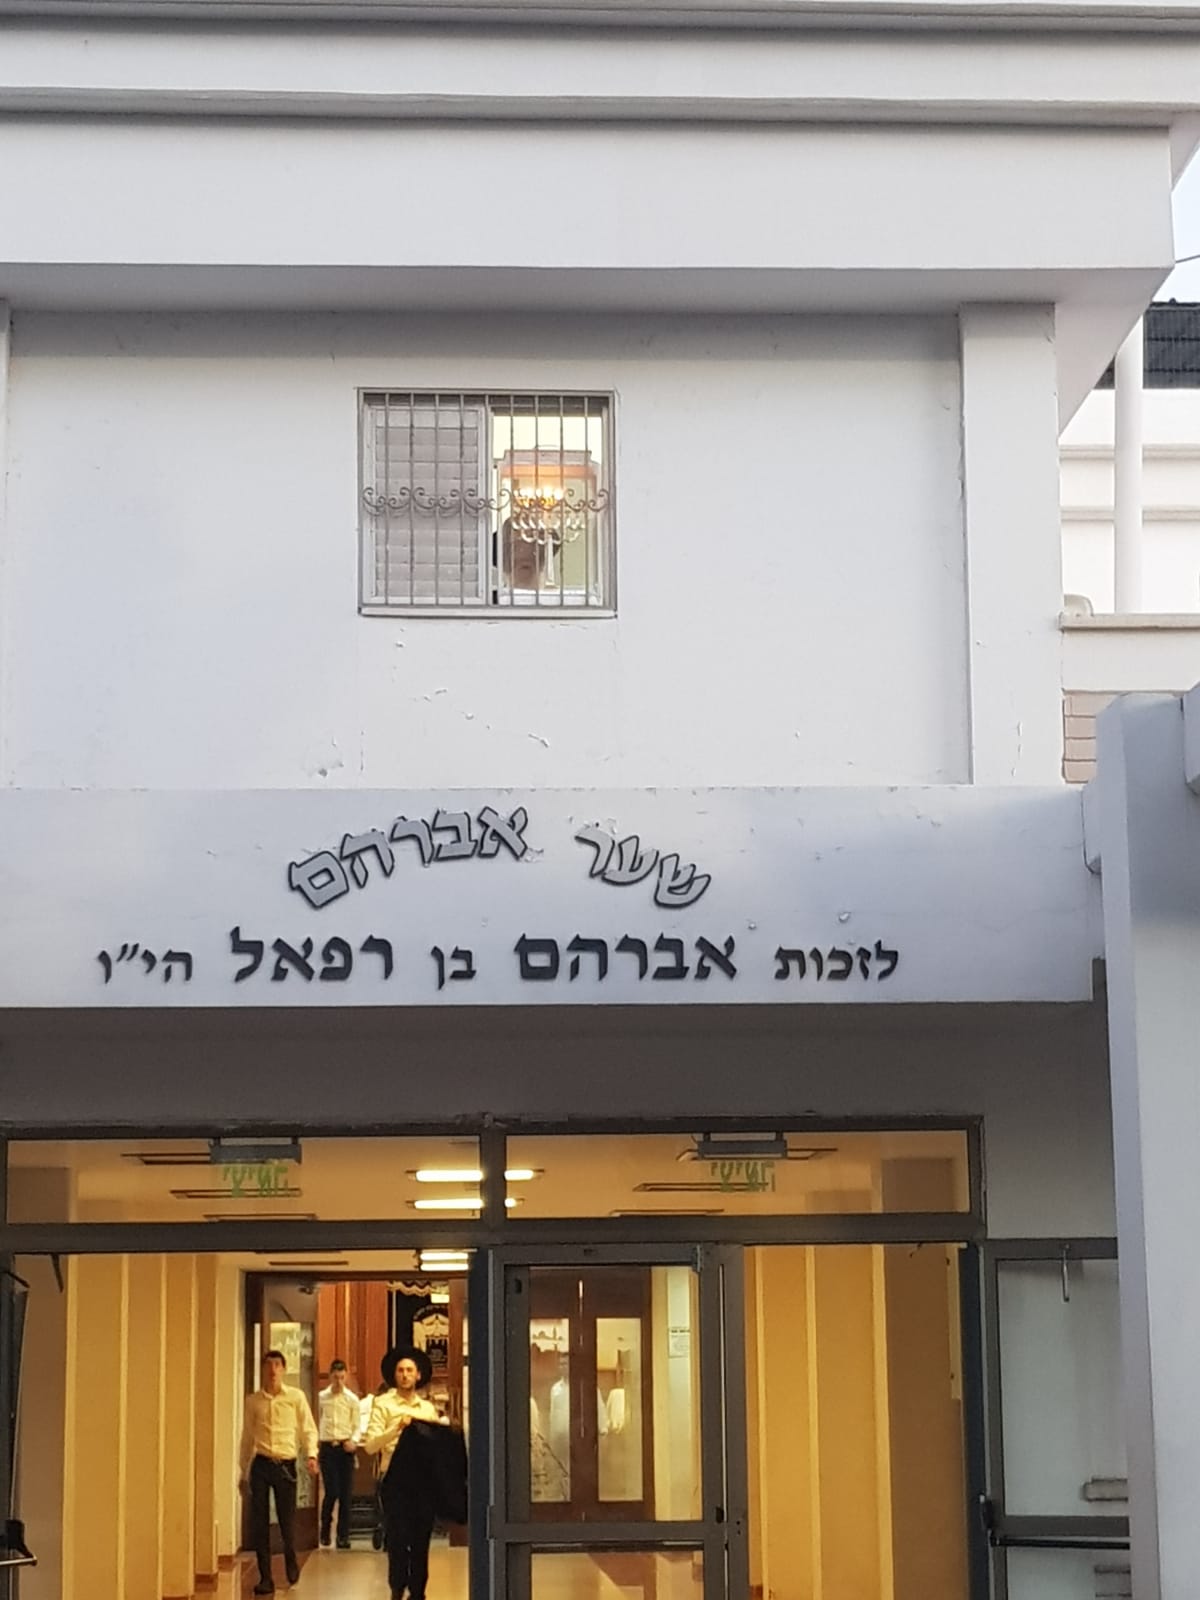 שער אברהם
לזכות אברהם בן רפאל הי"ו